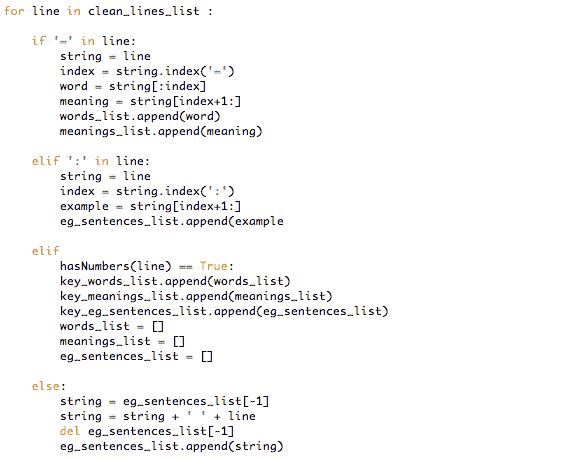 for line in clean_lines_list :
if '=' in line:
string = line
index = string.index('=')
word = string[:index]
meaning = string[index+1:]
words_list.append(word)
meanings_list.append(meaning)
elif ':' in line:
string = line
index = string.index(':')
example = string[index+1:]
eg_sentences_list.append(example
elif
hasNumbers(line) == True:
key_words_list.append(words_list)
key_meanings_list.append(meanings_list)
key_eg_sentences_list.append(eg_sentences_list)
words_list = []
meanings_list = []
eg_sentences_list = []
else:
string = eg_sentences_list[-1]
string = string + ' ' + line
del eg_sentences_list[-1]
eg_sentences_list.append(string)